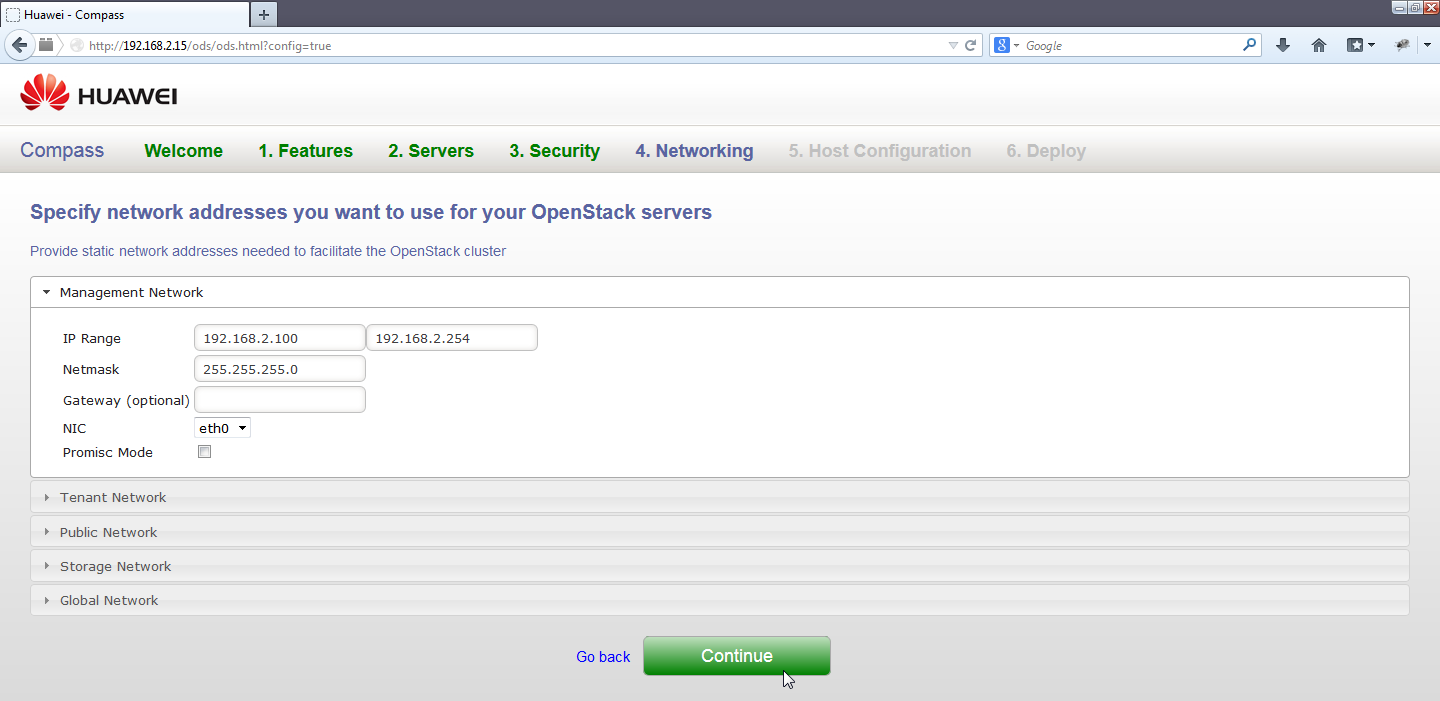 Huawei - Compass
http://192.168.2.15/ods/ods.html?config=true
8
Google
HUAWEI
Compass Welcome 1. Features 2. Servers 3. Security 4. Networking 5. Host Configuration 6. Deploy
Specify network addresses you want to use for your OpenStack servers
Provide static network addresses needed to facilitate the OpenStack cluster
Management Network
IP Range 192.168.2.100 192.168.2.254
Netmask 255.255.255.0
Gateway (optional)
NIC eth0
Promisc Mode
Tenant Network
Public Network
Storage Network
Global Network
Go back Continue